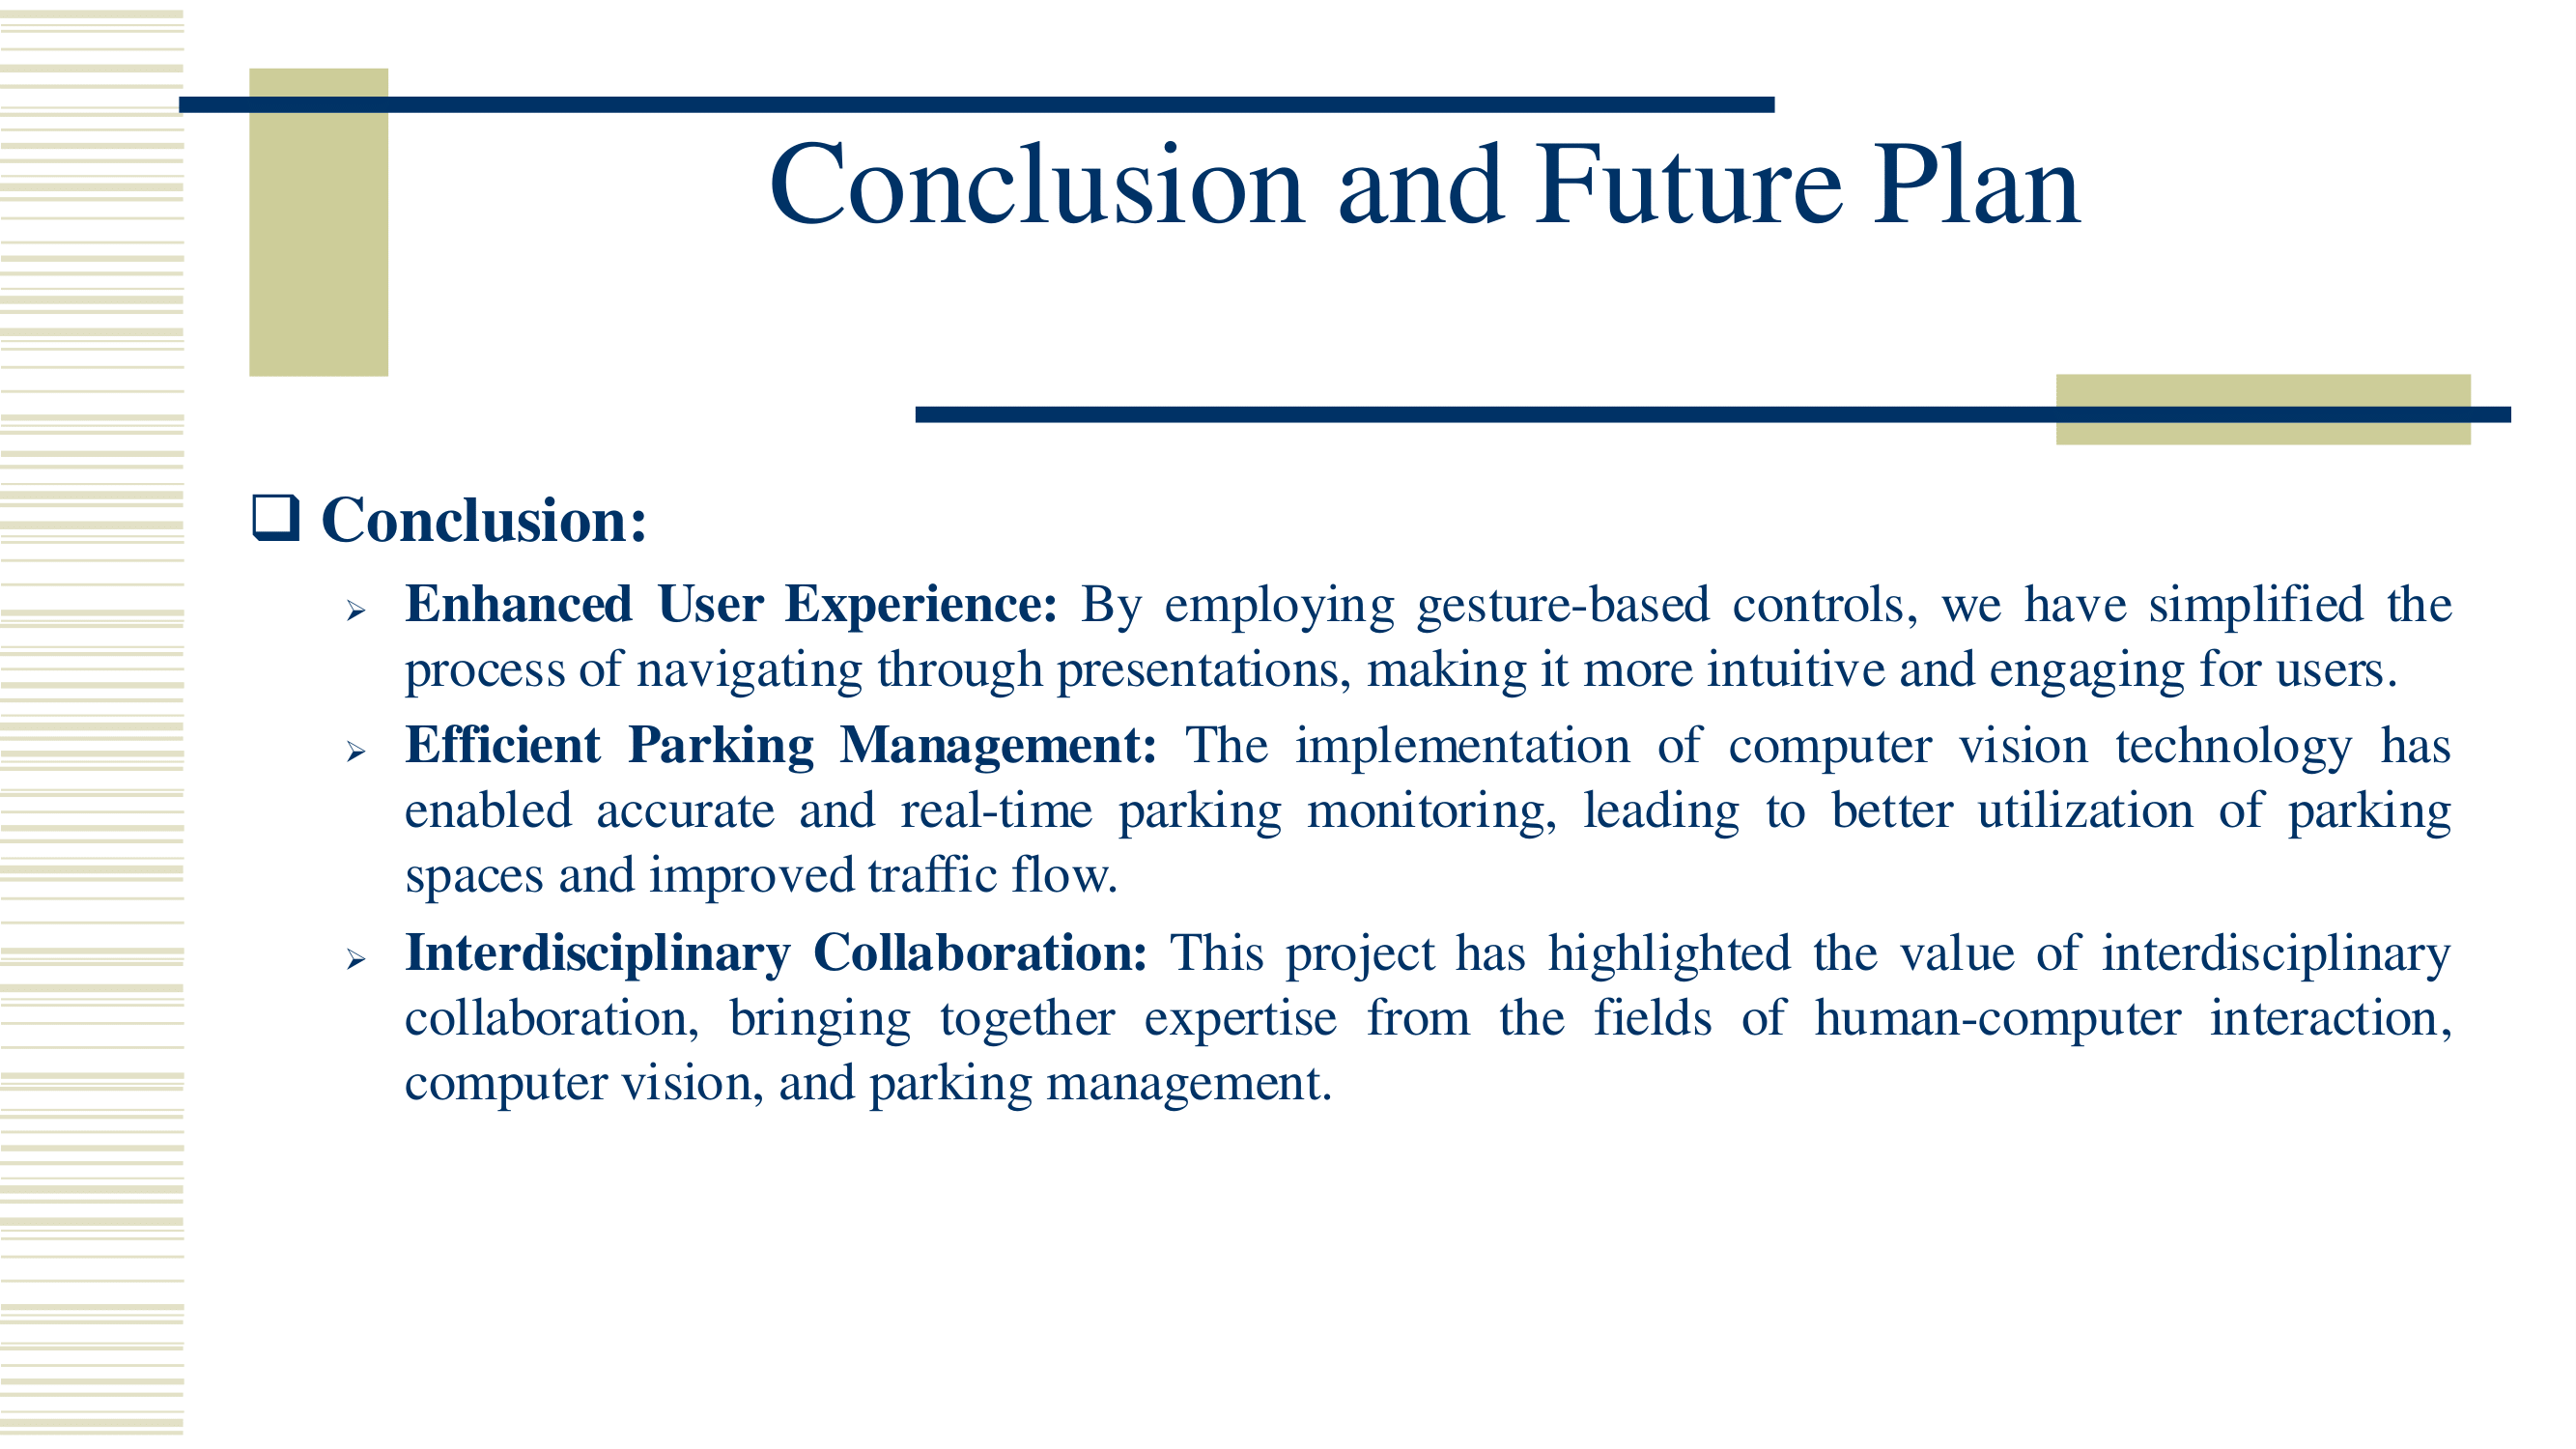 Conclusion and Future Plan
❑ Conclusion:
➢ Enhanced User Experience: By employing gesture-based controls, we have simplified the
process of navigating through presentations, making it more intuitive and engaging for users.
➢ Efficient Parking Management: The implementation of computer vision technology has
enabled accurate and real-time parking monitoring, leading to better utilization of parking
spaces and improved traffic flow.
➢ Interdisciplinary Collaboration: This project has highlighted the value of interdisciplinary
collaboration, bringing together expertise from the fields of human-computer interaction,
computer vision, and parking management.